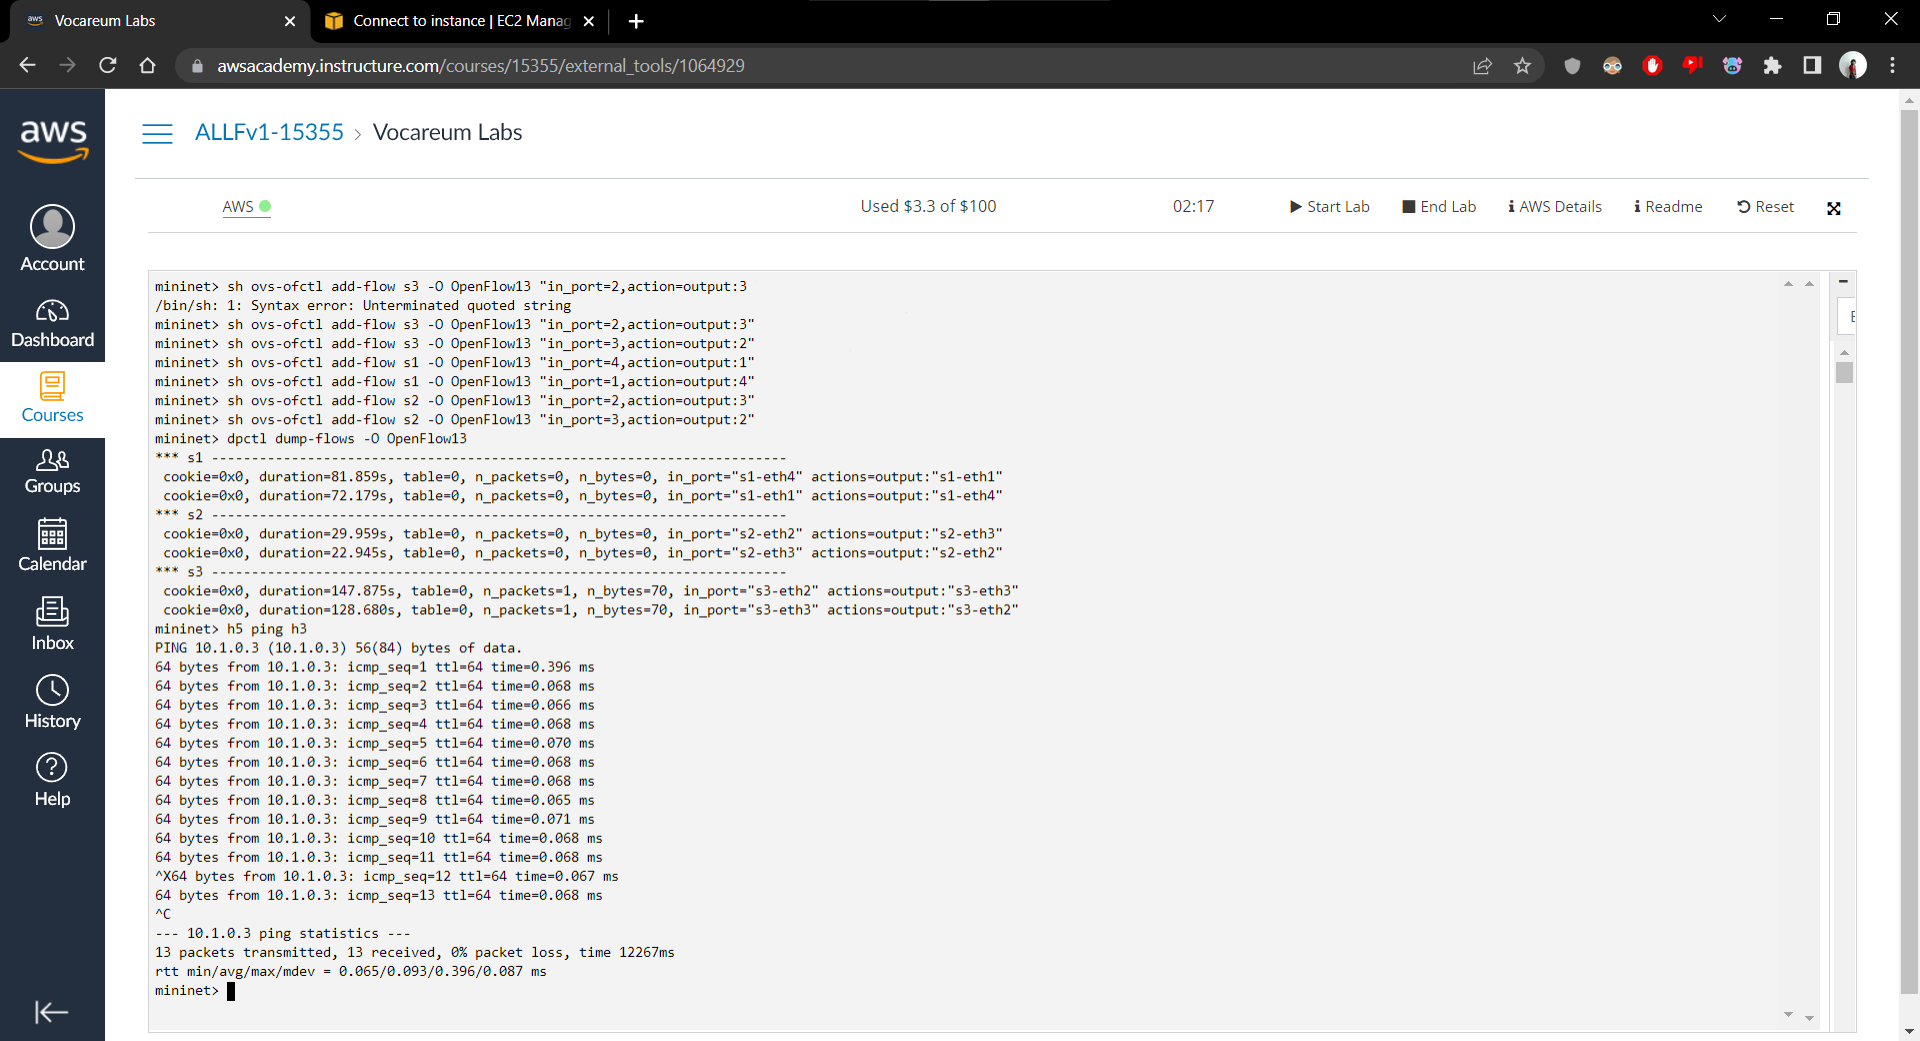 aws Vocareum Labs
Connect to instance | EC2 Manag
awsacademy.instructure.com/courses/15355/external_tools/1064929
aws
Account
Dashboard
Courses
Groups
Calendar
Inbox
History
Help
ALLFv1-15355 › Vocareum Labs
AWS
Used $3.3 of $100
02:17
Start Lab
End Lab
AWS Details
Readme
Reset
mininet> sh ovs-ofctl add-flow s3 -O OpenFlow13 "in_port=2,action=output:3
/bin/sh: 1: Syntax error: Unterminated quoted string
mininet> sh ovs-ofctl add-flow s3 -O OpenFlow13 "in_port=2,action=output:3"
mininet> sh ovs-ofctl add-flow s3 -O OpenFlow13 "in_port=3,action=output:2"
mininet> sh ovs-ofctl add-flow s1 -O OpenFlow13 "in_port=4,action=output:1"
mininet> sh ovs-ofctl add-flow s1 -O OpenFlow13 "in_port=1,action=output:4"
mininet> sh ovs-ofctl add-flow s2 -O OpenFlow13 "in_port=2,action=output:3"
mininet> sh ovs-ofctl add-flow s2 -O OpenFlow13 "in_port=3,action=output:2"
mininet> dpctl dump-flows -O OpenFlow13
*** s1 ------------------------------------------------------------------------
cookie=0x0, duration=81.859s, table=0, n_packets=0, n_bytes=0, in_port="s1-eth4" actions=output:"s1-eth1"
cookie=0x0, duration=72.179s, table=0, n_packets=0, n_bytes=0, in_port="s1-eth1" actions=output:"s1-eth4"
*** s2 ------------------------------------------------------------------------
cookie=0x0, duration=29.959s, table=0, n_packets=0, n_bytes=0, in_port="s2-eth2" actions=output:"s2-eth3"
cookie=0x0, duration=22.945s, table=0, n_packets=0, n_bytes=0, in_port="s2-eth3" actions=output:"s2-eth2"
*** s3 ------------------------------------------------------------------------
cookie=0x0, duration=147.875s, table=0, n_packets=1, n_bytes=70, in_port="s3-eth2" actions=output:"s3-eth3"
cookie=0x0, duration=128.680s, table=0, n_packets=1, n_bytes=70, in_port="s3-eth3" actions=output:"s3-eth2"
mininet> h5 ping h3
PING 10.1.0.3 (10.1.0.3) 56(84) bytes of data.
64 bytes from 10.1.0.3: icmp_seq=1 ttl=64 time=0.396 ms
64 bytes from 10.1.0.3: icmp_seq=2 ttl=64 time=0.068 ms
64 bytes from 10.1.0.3: icmp_seq=3 ttl=64 time=0.066 ms
64 bytes from 10.1.0.3: icmp_seq=4 ttl=64 time=0.068 ms
64 bytes from 10.1.0.3: icmp_seq=5 ttl=64 time=0.070 ms
64 bytes from 10.1.0.3: icmp_seq=6 ttl=64 time=0.068 ms
64 bytes from 10.1.0.3: icmp_seq=7 ttl=64 time=0.068 ms
64 bytes from 10.1.0.3: icmp_seq=8 ttl=64 time=0.065 ms
64 bytes from 10.1.0.3: icmp_seq=9 ttl=64 time=0.071 ms
64 bytes from 10.1.0.3: icmp_seq=10 ttl=64 time=0.068 ms
64 bytes from 10.1.0.3: icmp_seq=11 ttl=64 time=0.068 ms
^X64 bytes from 10.1.0.3: icmp_seq=12 ttl=64 time=0.067 ms
64 bytes from 10.1.0.3: icmp_seq=13 ttl=64 time=0.068 ms
^C
--- 10.1.0.3 ping statistics ---
13 packets transmitted, 13 received, 0% packet loss, time 12267ms
rtt min/avg/max/mdev = 0.065/0.093/0.396/0.087 ms
mininet>